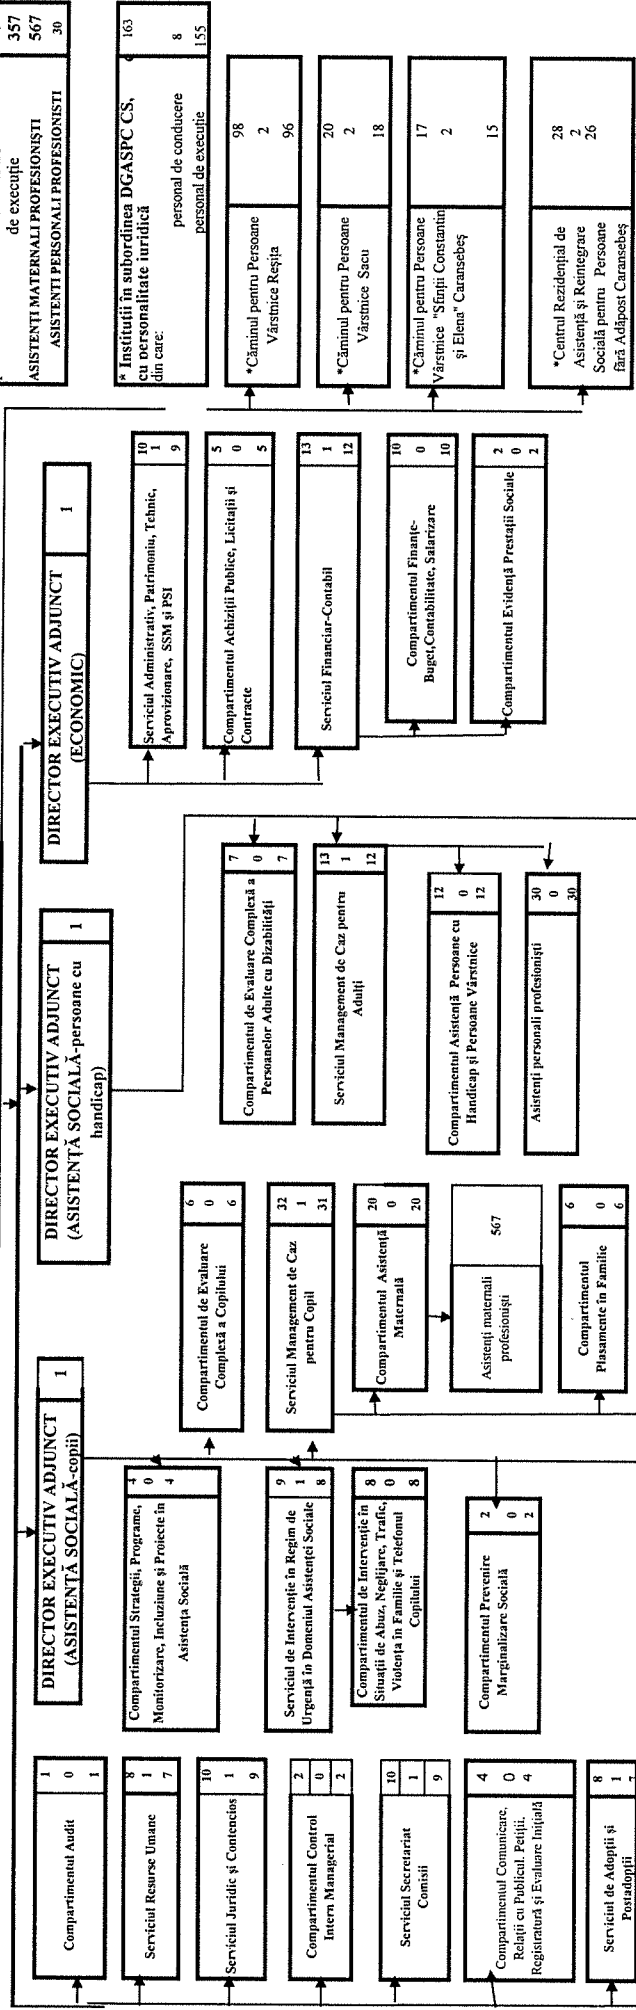 Compartimentul Audit
1
0
1
Serviciul Resurse Umane
8
1
7
Serviciul Juridic și Contencios
10
1
9
Compartimentul Control
Intern Managerial
2
0
2
Serviciul Secretariat
Comisii
10
1
9
Compartimentul Comunicare,
Relații cu Publicul. Petiții.
Registratură și Evaluare Inițială
4
0
4
Serviciul de Adopții și
Postadopții
8
1
7
DIRECTOR EXECUTIV ADJUNCT
(ASISTENȚĂ SOCIALĂ-copii)
1
Compartimentul Strategii, Programe,
Monitorizare, Incluziune și Proiecte în
Asistența Socială
4
0
4
Serviciul de Intervenție în Regim de
Urgență în Domeniul Asistenței Sociale
9
1
8
Compartimentul de Intervenție în
Situații de Abuz, Neglijare, Trafic,
Violența în Familie și Telefonul
Copilului
8
0
8
Compartimentul Prevenire
Marginalizare Socială
2
0
2
Compartimentul de Evaluare
Complexă a Copilului
6
0
6
Serviciul Management de Caz
pentru Copil
32
1
31
Compartimentul Asistență
Maternală
20
0
20
Asistenți maternali
profesioniști
567
Compartimentul
Plasamente în Familie
6
0
6
DIRECTOR EXECUTIV ADJUNCT
(ASISTENȚĂ SOCIALĂ-persoane cu
handicap)
1
Compartimentul de Evaluare Complexă a
Persoanelor Adulte cu Dizabilități
7
0
7
Serviciul Management de Caz pentru
Adulți
13
1
12
Compartimentul Asistență Persoane cu
Handicap și Persoane Vârstnice
12
0
12
Asistenți personali profesioniști
30
0
30
DIRECTOR EXECUTIV ADJUNCT
(ECONOMIC)
1
Serviciul Administrativ, Patrimoniu, Tehnic,
Aprovizionare, SSM și PSI
10
1
9
Compartimentul Achiziții Publice, Licitații și
Contracte
5
0
5
Serviciul Financiar-Contabil
13
1
12
Compartimentul Finanțe-
Buget,Contabilitate, Salarizare
10
0
10
Compartimentul Evidență Prestații Sociale
2
0
2
de execuție
357
ASISTENȚI MATERNALI PROFESIONIȘTI
567
ASISTENTI PERSONALI PROFESIONIȘTI
30
* Instituții în subordinea DGASPC CS,
cu personalitate juridică
din care:
163
personal de conducere
8
personal de execuție
155
*Căminul pentru Persoane
Vârstnice Reșița
98
2
96
*Căminul pentru Persoane
Vârstnice Sacu
20
2
18
*Căminul pentru Persoane
Vârstnice "Sfinții Constantin
și Elena" Caransebeș
17
2
15
*Centrul Rezidențial de
Asistență și Reintegrare
Socială pentru Persoane
fără Adăpost Caransebeș
28
2
26